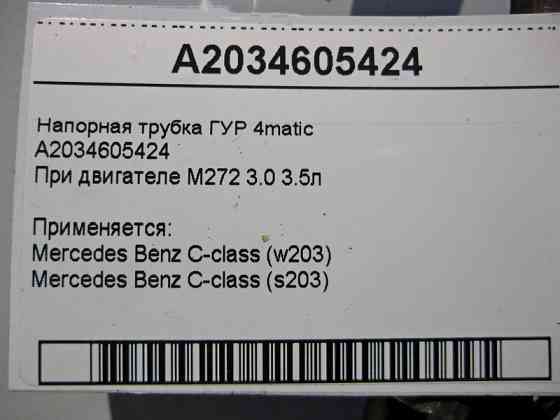 A2034605424
Напорная трубка ГУР 4matic
A2034605424
При двигателе M272 3.0 3.5л
Применяется:
Mercedes Benz C-class (w203)
Mercedes Benz C-class (s203)